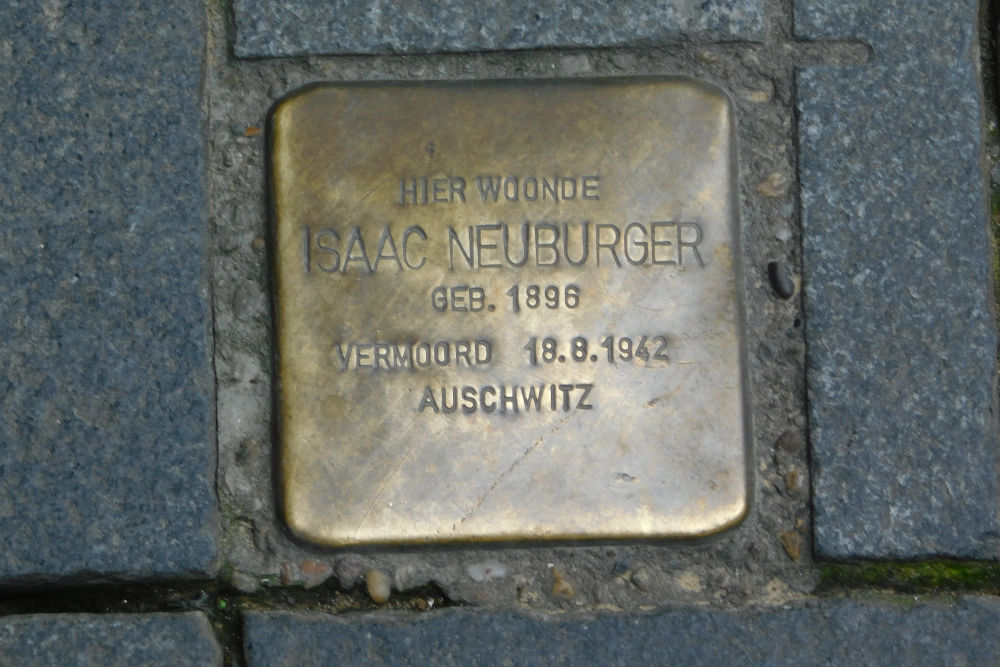 HIER WOONDE
ISAAC NEUBURGER
GEB. 1896
VERMOORD 18.8.1942
AUSCHWITZ